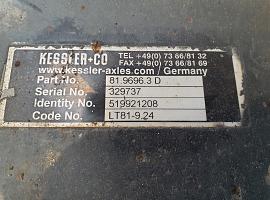 KESSLER+CO TEL +49(0) 73 66/81 32
FAX +49(0) 73 66/81 69
www.kessler-axles.com / Germany
Part No. 81.9696.3 D
Serial No. 329737
Identity No. 519921208
Code No. LT81-9.24